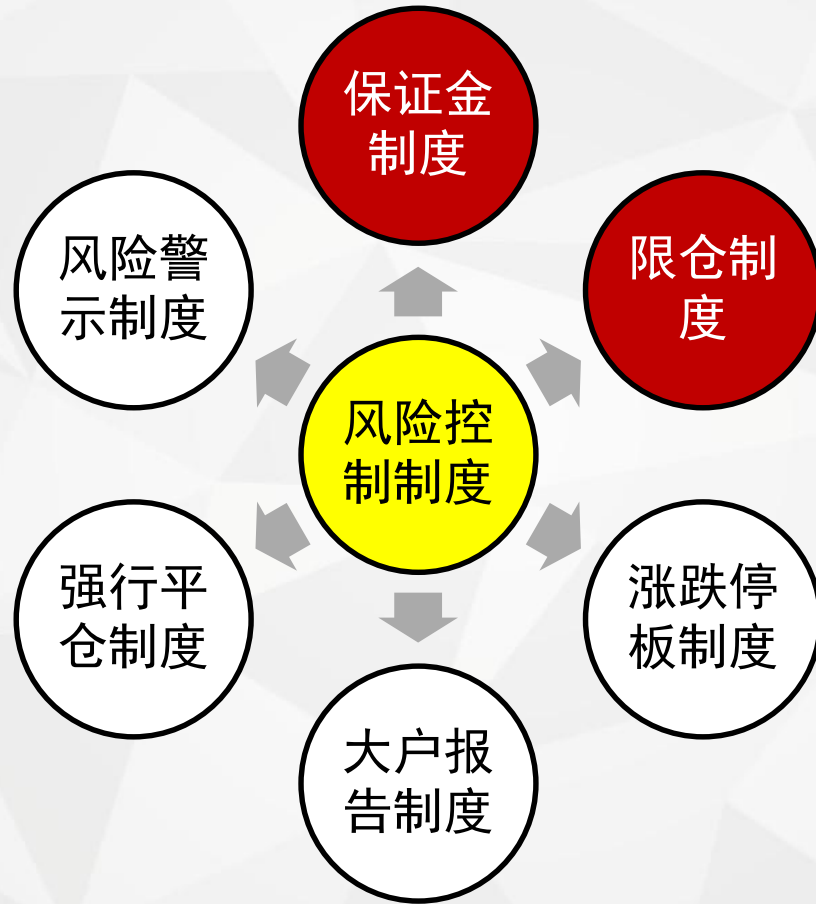 保证金
制度
风险警
示制度
限仓制
度
风险控
制制度
强行平
仓制度
涨跌停
板制度
大户报
告制度